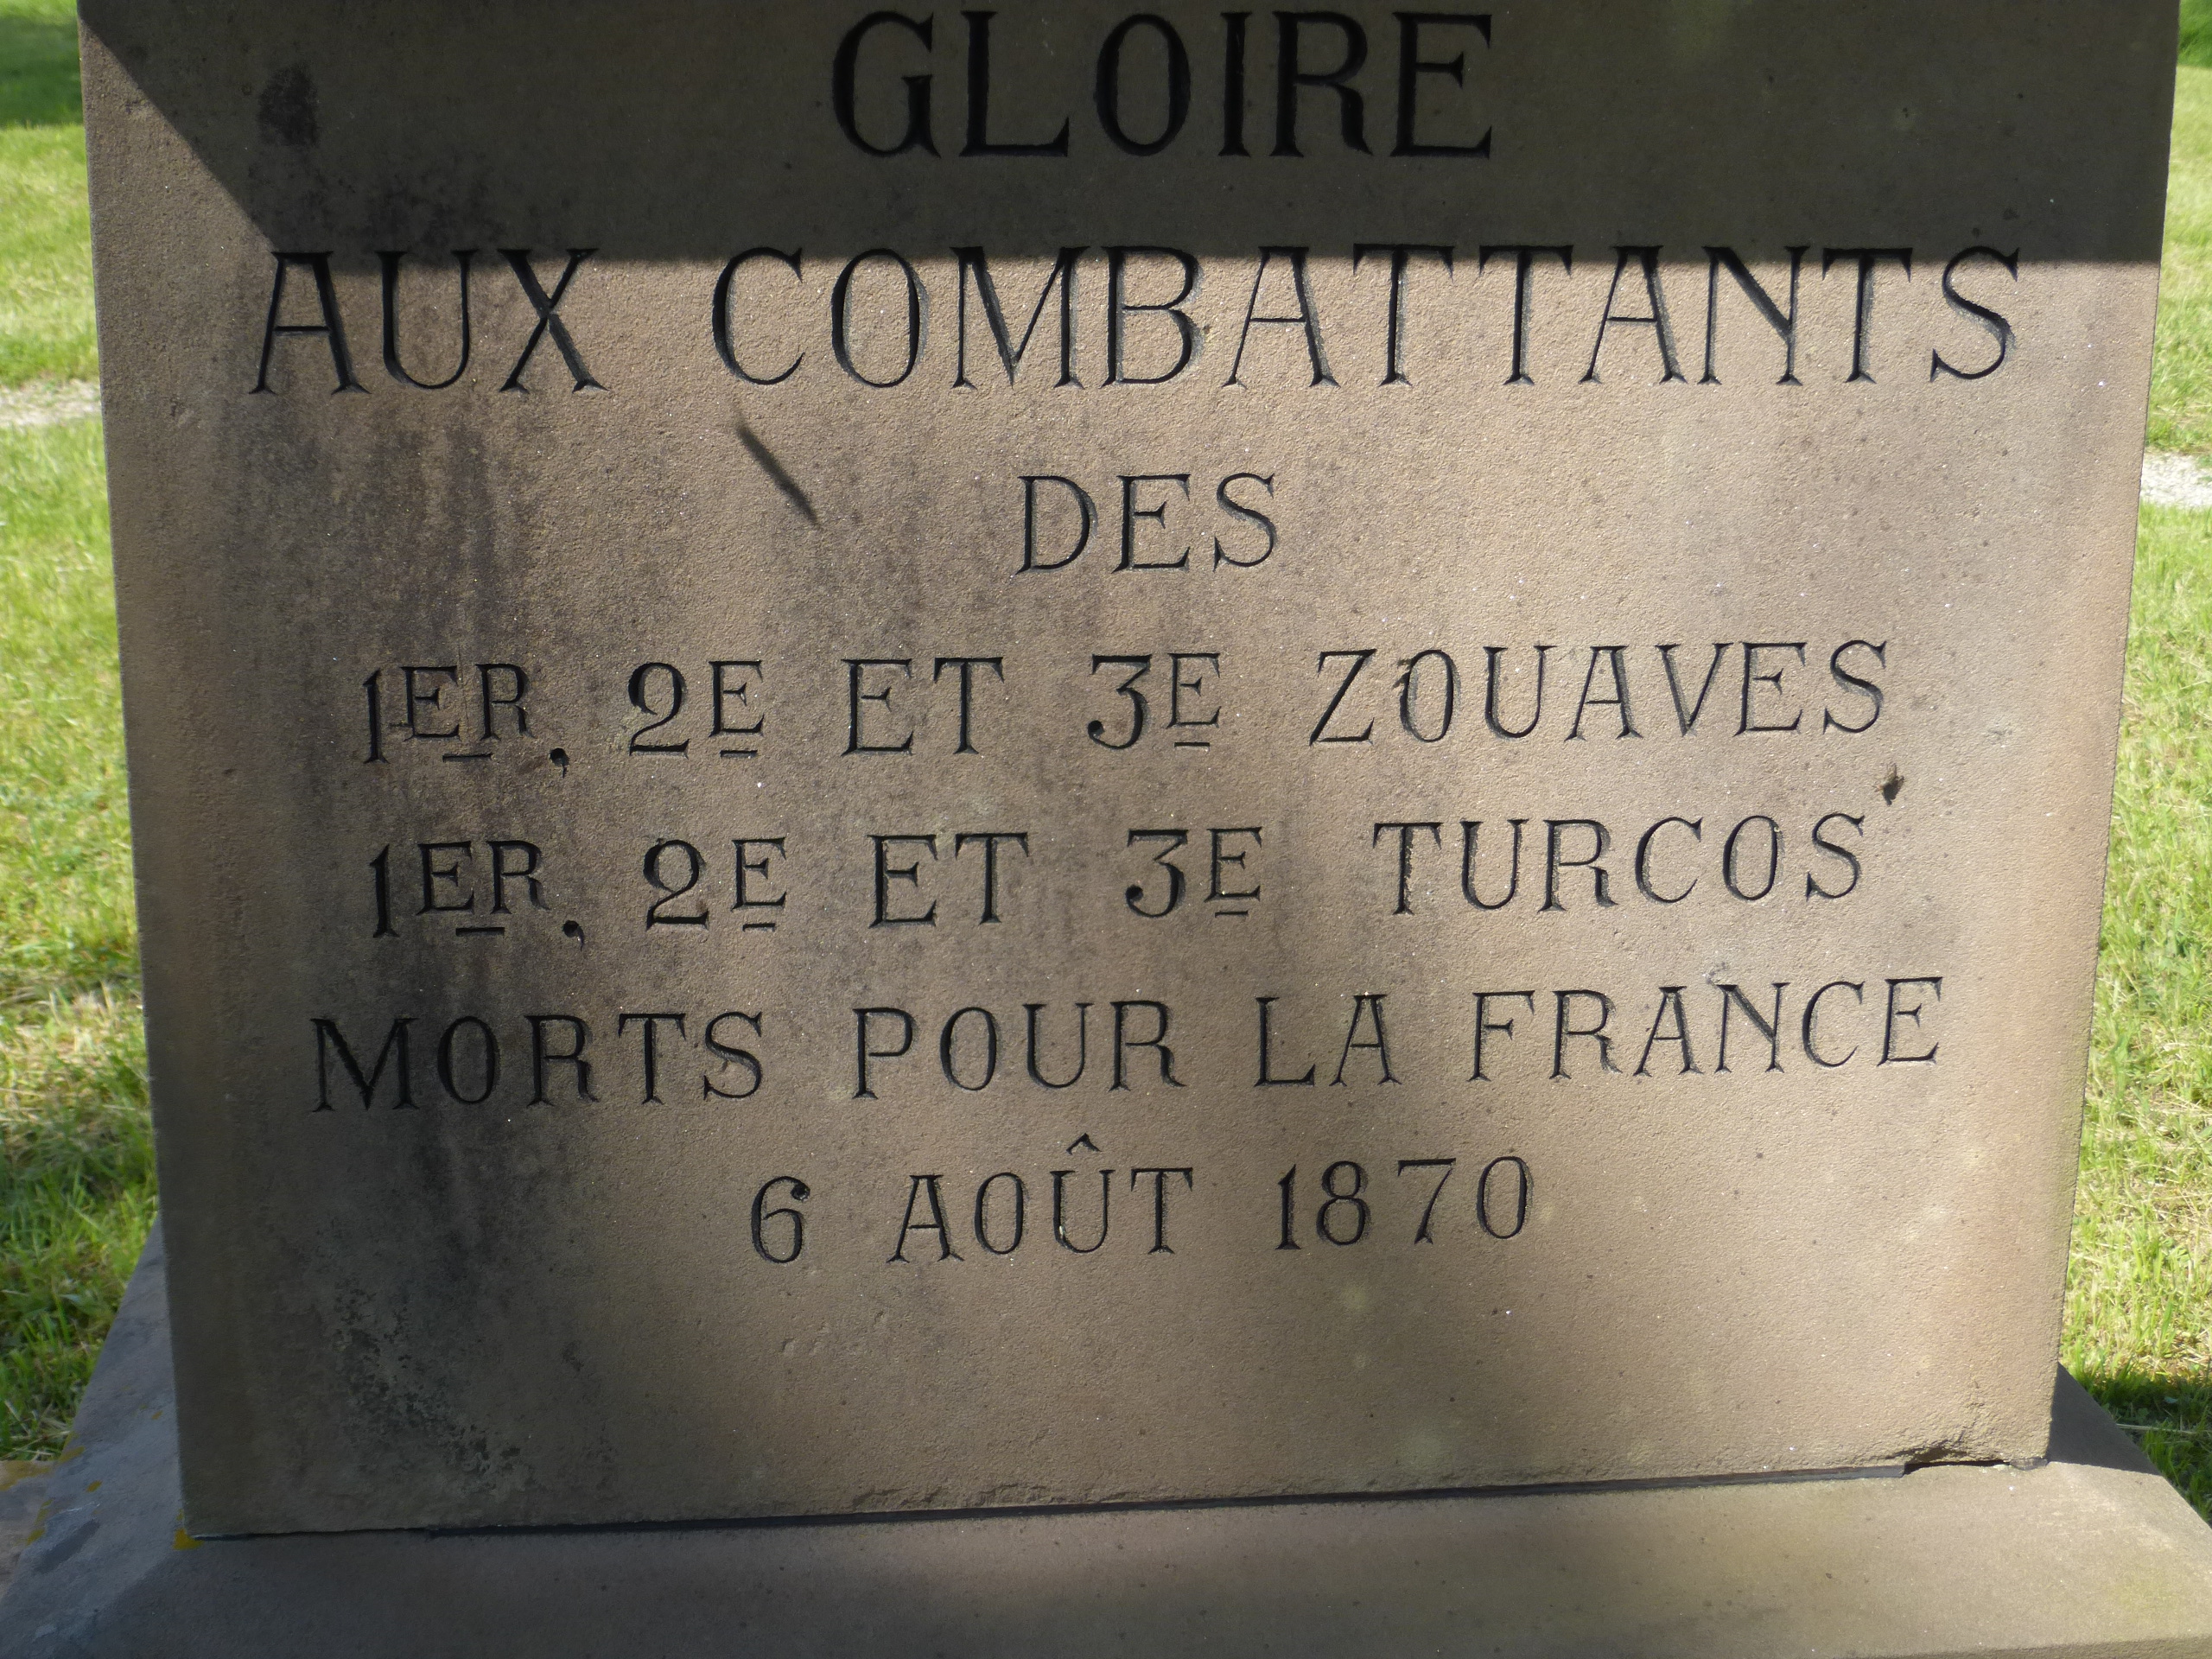 GLOIRE
AUX COMBATTANTS
DES
1ER, 2E ET 3E ZOUAVES
1ER, 2E ET 3E TURCOS
MORTS POUR LA FRANCE
6 AOÛT 1870